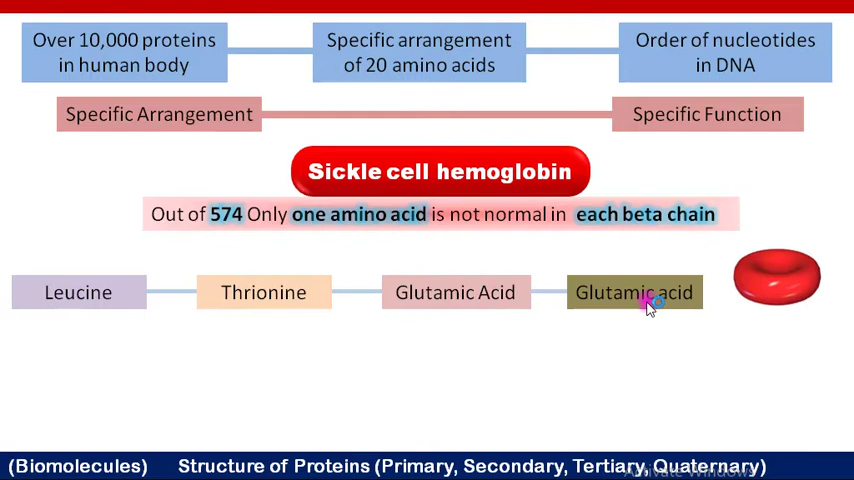 Over 10,000 proteins
in human body
Specific arrangement
of 20 amino acids
Order of nucleotides
in DNA
Specific Arrangement
Specific Function
Sickle cell hemoglobin
Out of 574 Only one amino acid is not normal in each beta chain
Leucine
Thrionine
Glutamic Acid
Glutamic acid
(Biomolecules) Structure of Proteins (Primary, Secondary, Tertiary, Quaternary)
Activate Windows